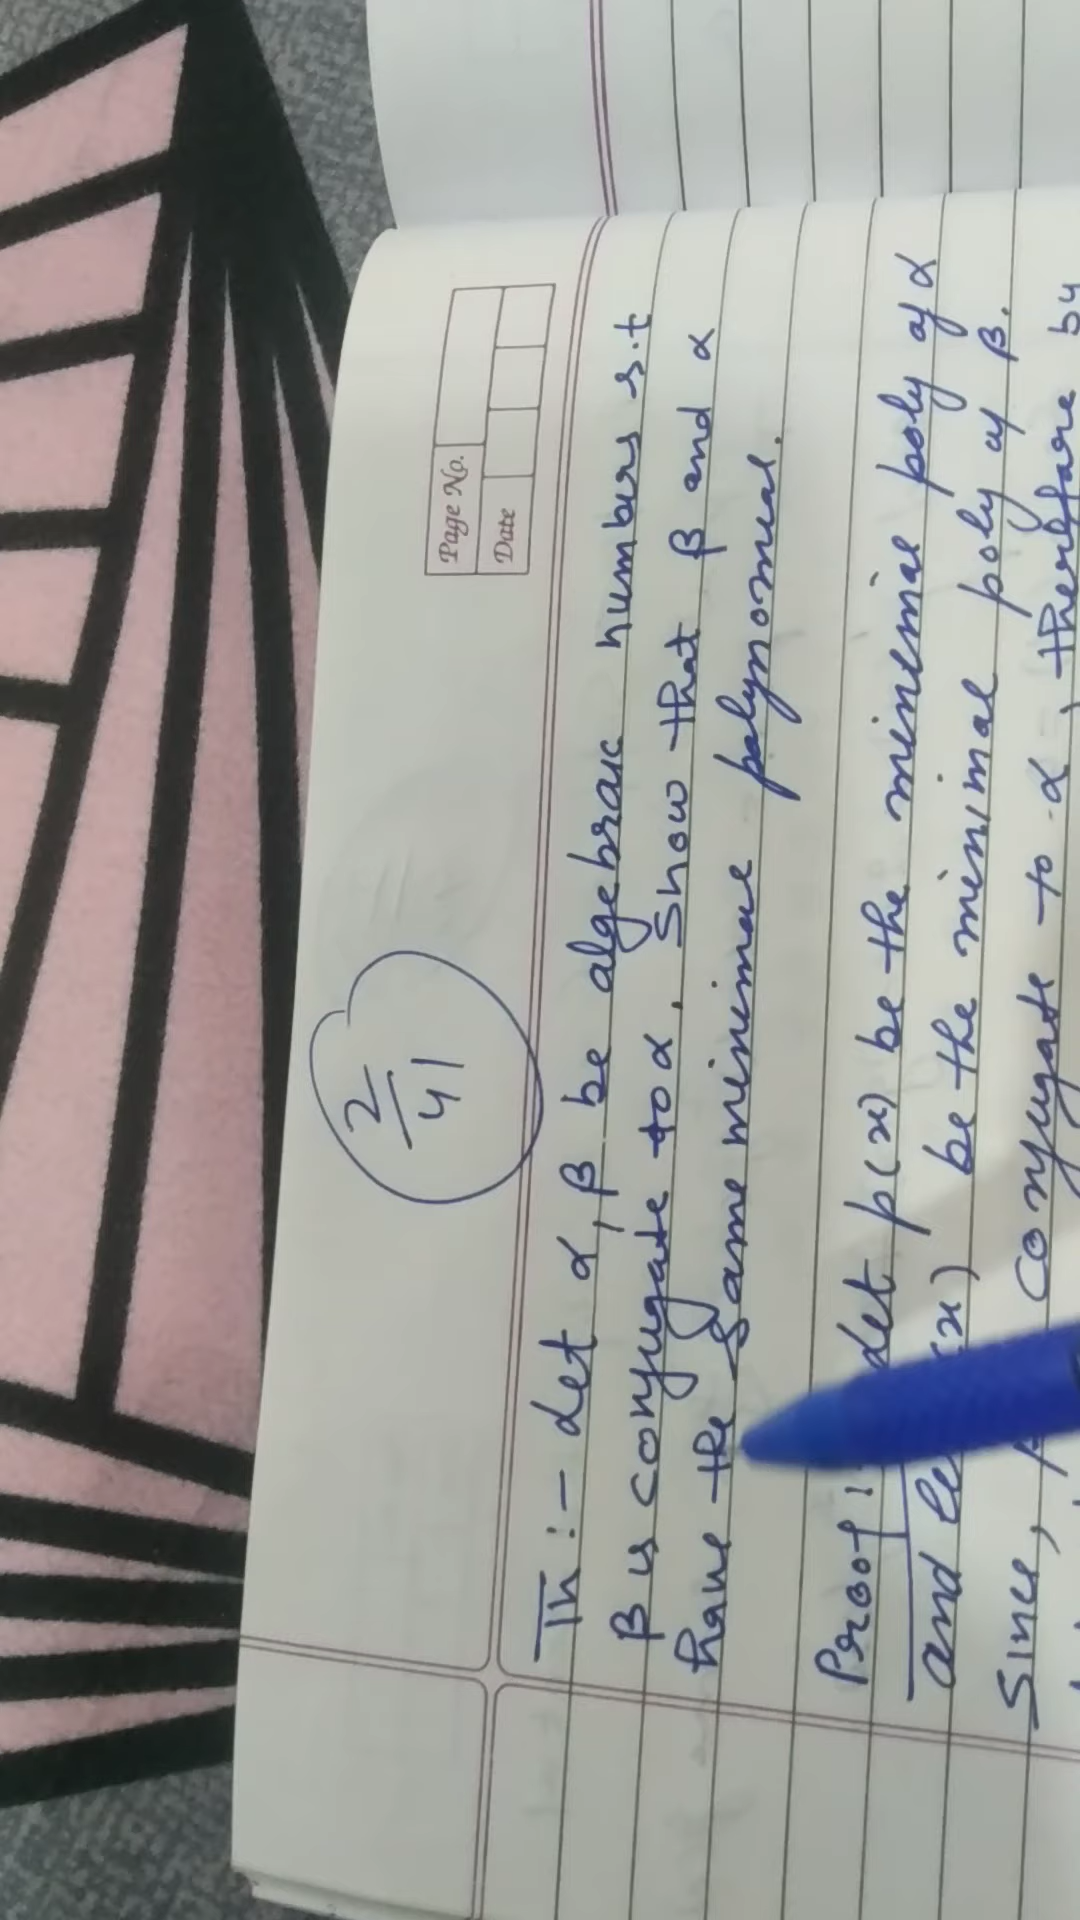 Page No.
Date
2/41
Th :- Let α, β be algebraic numbers s.t
β is conjugate to α. Show that β and α
have the same minimal polynomial.
Proof :- Let p(x) be the minimal poly of α
and (x) be the minimal poly of β.
Since, conjugate to α, therefore by